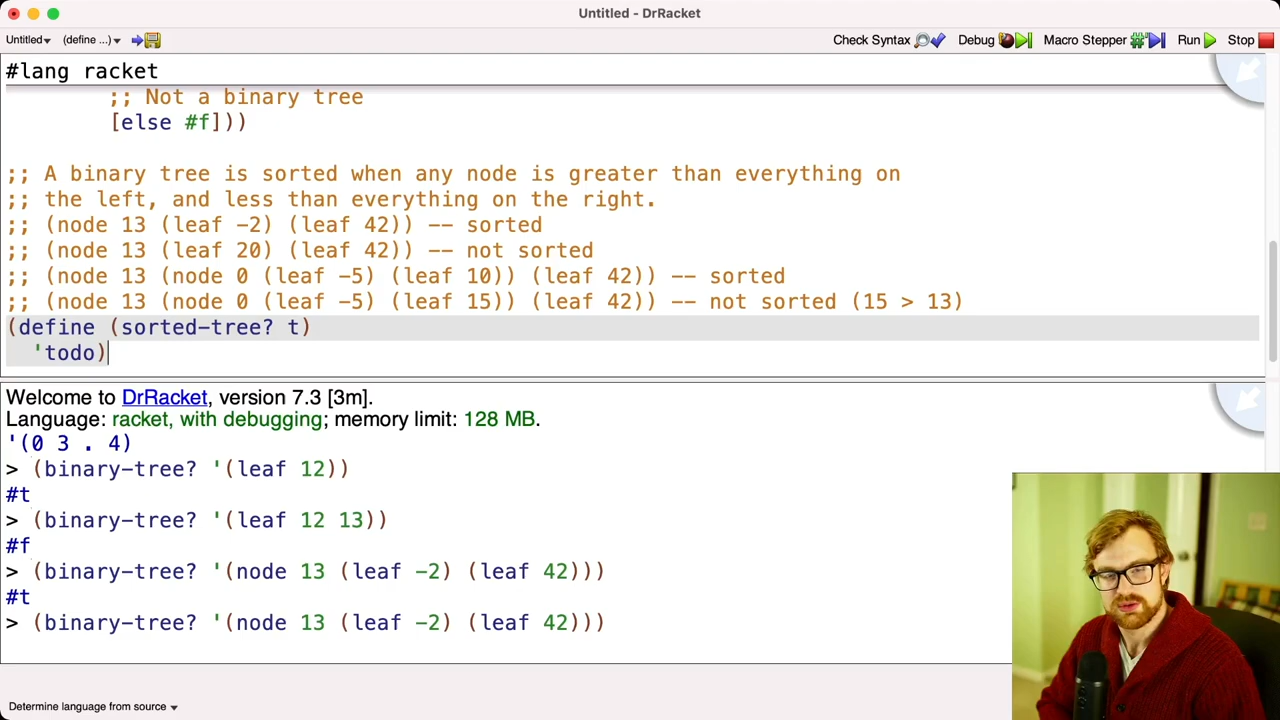 Untitled - DrRacket
Untitled (define ...) Check Syntax Debug Macro Stepper Run Stop
#lang racket
;; Not a binary tree
[else #f]))
;; A binary tree is sorted when any node is greater than everything on
;; the left, and less than everything on the right.
;; (node 13 (leaf -2) (leaf 42)) -- sorted
;; (node 13 (leaf 20) (leaf 42)) -- not sorted
;; (node 13 (node 0 (leaf -5) (leaf 10)) (leaf 42)) -- sorted
;; (node 13 (node 0 (leaf -5) (leaf 15)) (leaf 42)) -- not sorted (15 > 13)
(define (sorted-tree? t)
'todo)
Welcome to DrRacket, version 7.3 [3m].
Language: racket, with debugging; memory limit: 128 MB.
'(0 3 . 4)
> (binary-tree? '(leaf 12))
#t
> (binary-tree? '(leaf 12 13))
#f
> (binary-tree? '(node 13 (leaf -2) (leaf 42)))
#t
> (binary-tree? '(node 13 (leaf -2) (leaf 42)))
Determine language from source